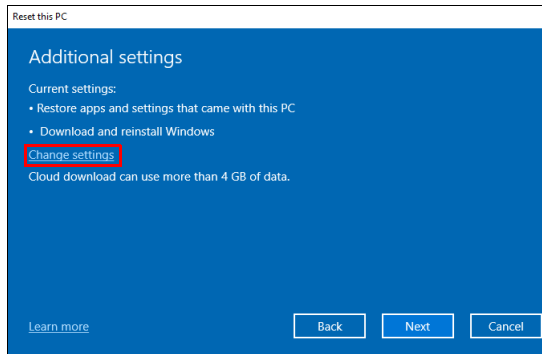 Reset this PC
Additional settings
Current settings:
• Restore apps and settings that came with this PC
• Download and reinstall Windows
Change settings
Cloud download can use more than 4 GB of data.
Learn more
Back
Next
Cancel